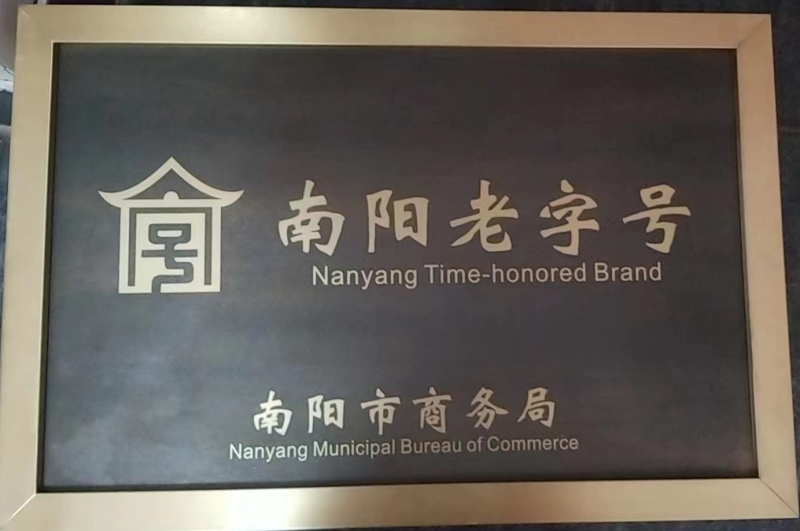 南阳老字号
Nanyang Time-honored Brand
南阳市商务局
Nanyang Municipal Bureau of Commerce